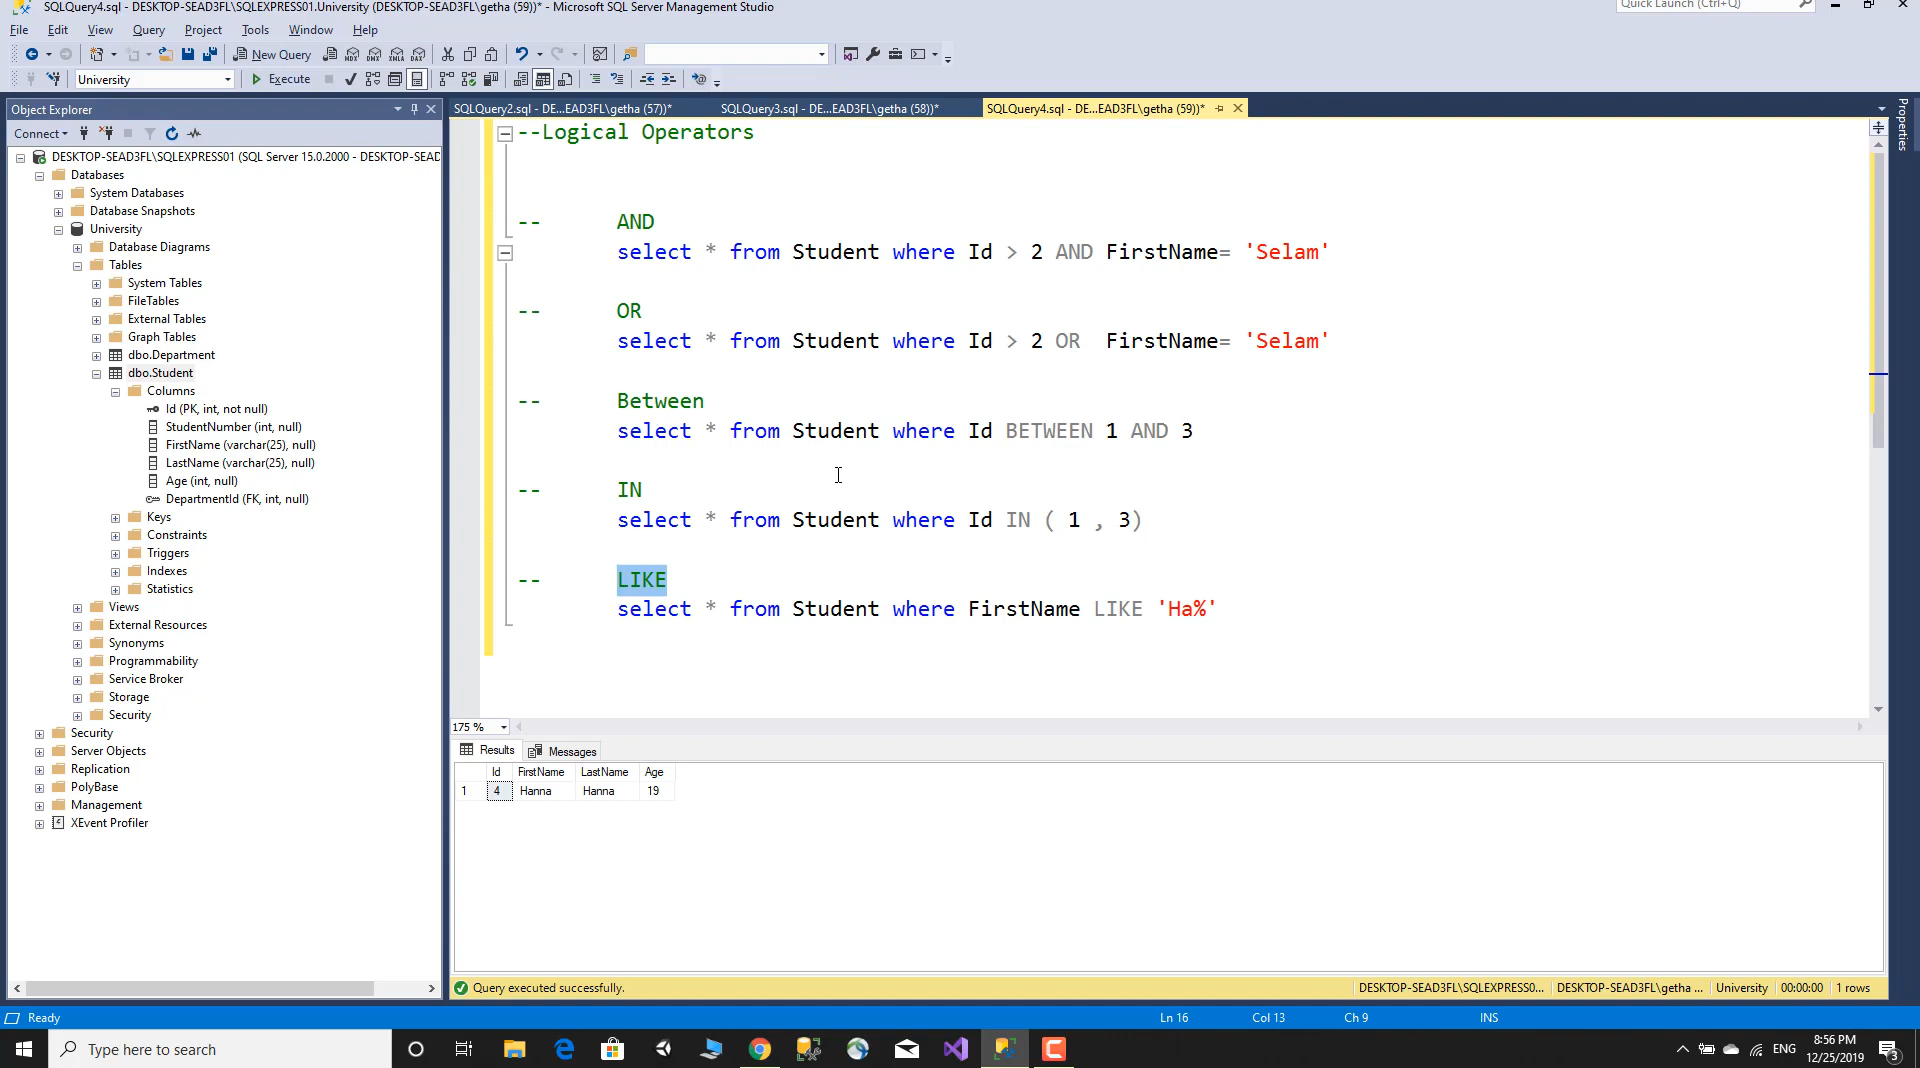 SQLQuery4.sql - DESKTOP-SEAD3FL\SQLEXPRESS01.University (DESKTOP-SEAD3FL\getha (59))* - Microsoft SQL Server Management Studio
Quick Launch (Ctrl+Q)
File Edit View Query Project Tools Window Help
New Query
University
Execute
Object Explorer
SQLQuery2.sql - DE...EAD3FL\getha (57))*
SQLQuery3.sql - DE...EAD3FL\getha (58))*
SQLQuery4.sql - DE...EAD3FL\getha (59))*
Properties
Connect
DESKTOP-SEAD3FL\SQLEXPRESS01 (SQL Server 15.0.2000 - DESKTOP-SEAD
Databases
System Databases
Database Snapshots
University
Database Diagrams
Tables
System Tables
FileTables
External Tables
Graph Tables
dbo.Department
dbo.Student
Columns
Id (PK, int, not null)
StudentNumber (int, null)
FirstName (varchar(25), null)
LastName (varchar(25), null)
Age (int, null)
DepartmentId (FK, int, null)
Keys
Constraints
Triggers
Indexes
Statistics
Views
External Resources
Synonyms
Programmability
Service Broker
Storage
Security
Security
Server Objects
Replication
PolyBase
Management
XEvent Profiler
--Logical Operators
-- AND
select * from Student where Id > 2 AND FirstName= 'Selam'
-- OR
select * from Student where Id > 2 OR FirstName= 'Selam'
-- Between
select * from Student where Id BETWEEN 1 AND 3
-- IN
select * from Student where Id IN ( 1 , 3)
-- LIKE
select * from Student where FirstName LIKE 'Ha%'
175 %
Results Messages
Id FirstName LastName Age
1 4 Hanna Hanna 19
Query executed successfully.
DESKTOP-SEAD3FL\SQLEXPRESS0... DESKTOP-SEAD3FL\getha ... University 00:00:00 1 rows
Ready
Ln 16 Col 13 Ch 9 INS
Type here to search
ENG
8:56 PM
12/25/2019
3